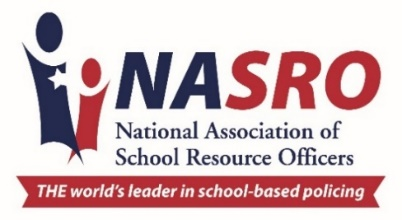 NASRO
National Association of
School Resource Officers
THE world's leader in school-based policing